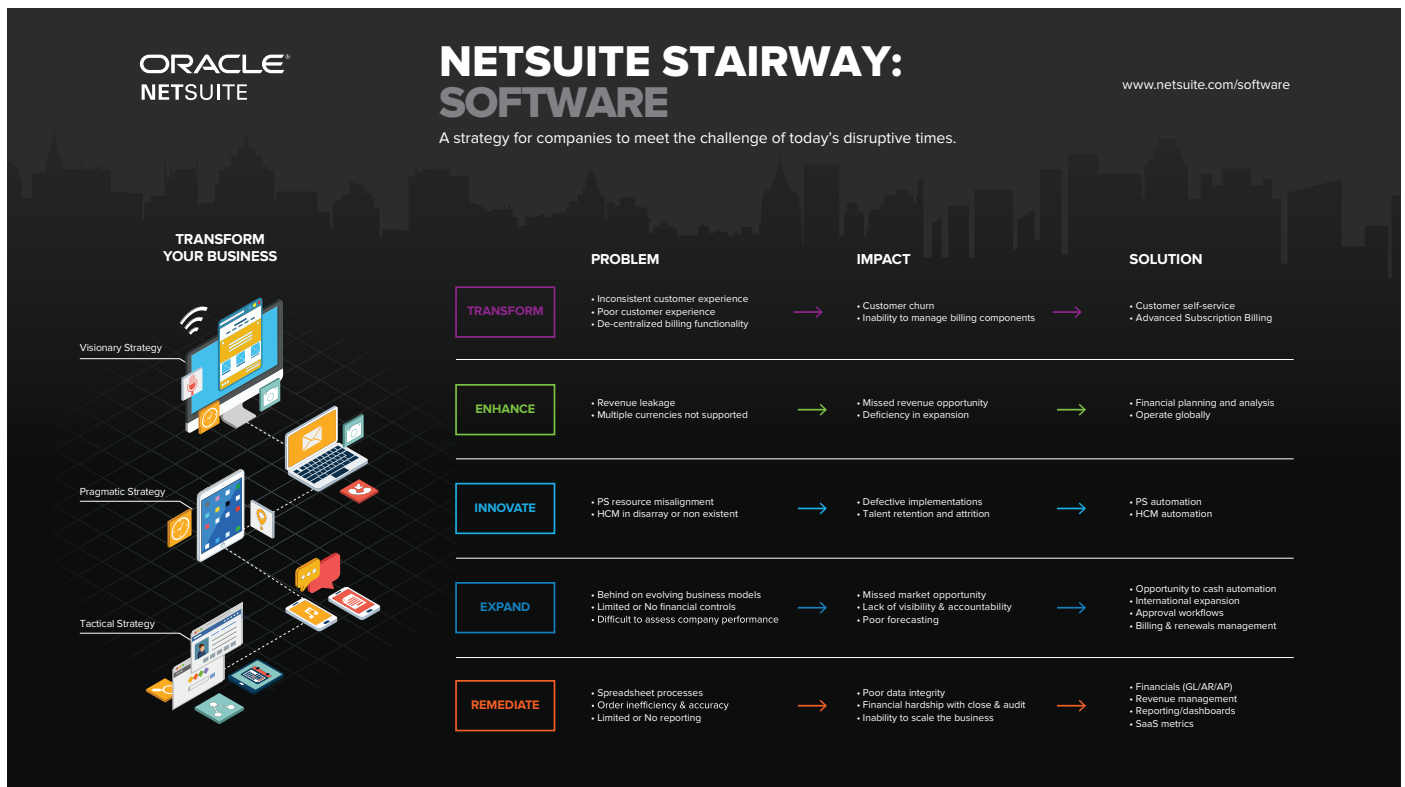 ORACLE®
NETSUITE
NETSUITE STAIRWAY:
SOFTWARE
A strategy for companies to meet the challenge of today's disruptive times.
www.netsuite.com/software
TRANSFORM
YOUR BUSINESS
Visionary Strategy
Pragmatic Strategy
Tactical Strategy
PROBLEM
IMPACT
SOLUTION
TRANSFORM
• Inconsistent customer experience
• Poor customer experience
• De-centralized billing functionality
• Customer churn
• Inability to manage billing components
• Customer self-service
• Advanced Subscription Billing
ENHANCE
• Revenue leakage
• Multiple currencies not supported
• Missed revenue opportunity
• Deficiency in expansion
• Financial planning and analysis
• Operate globally
INNOVATE
• PS resource misalignment
• HCM in disarray or non existent
• Defective implementations
• Talent retention and attrition
• PS automation
• HCM automation
EXPAND
• Behind on evolving business models
• Limited or No financial controls
• Difficult to assess company performance
• Missed market opportunity
• Lack of visibility & accountability
• Poor forecasting
• Opportunity to cash automation
• International expansion
• Approval workflows
• Billing & renewals management
REMEDIATE
• Spreadsheet processes
• Order inefficiency & accuracy
• Limited or No reporting
• Poor data integrity
• Financial hardship with close & audit
• Inability to scale the business
• Financials (GL/AR/AP)
• Revenue management
• Reporting/dashboards
• SaaS metrics